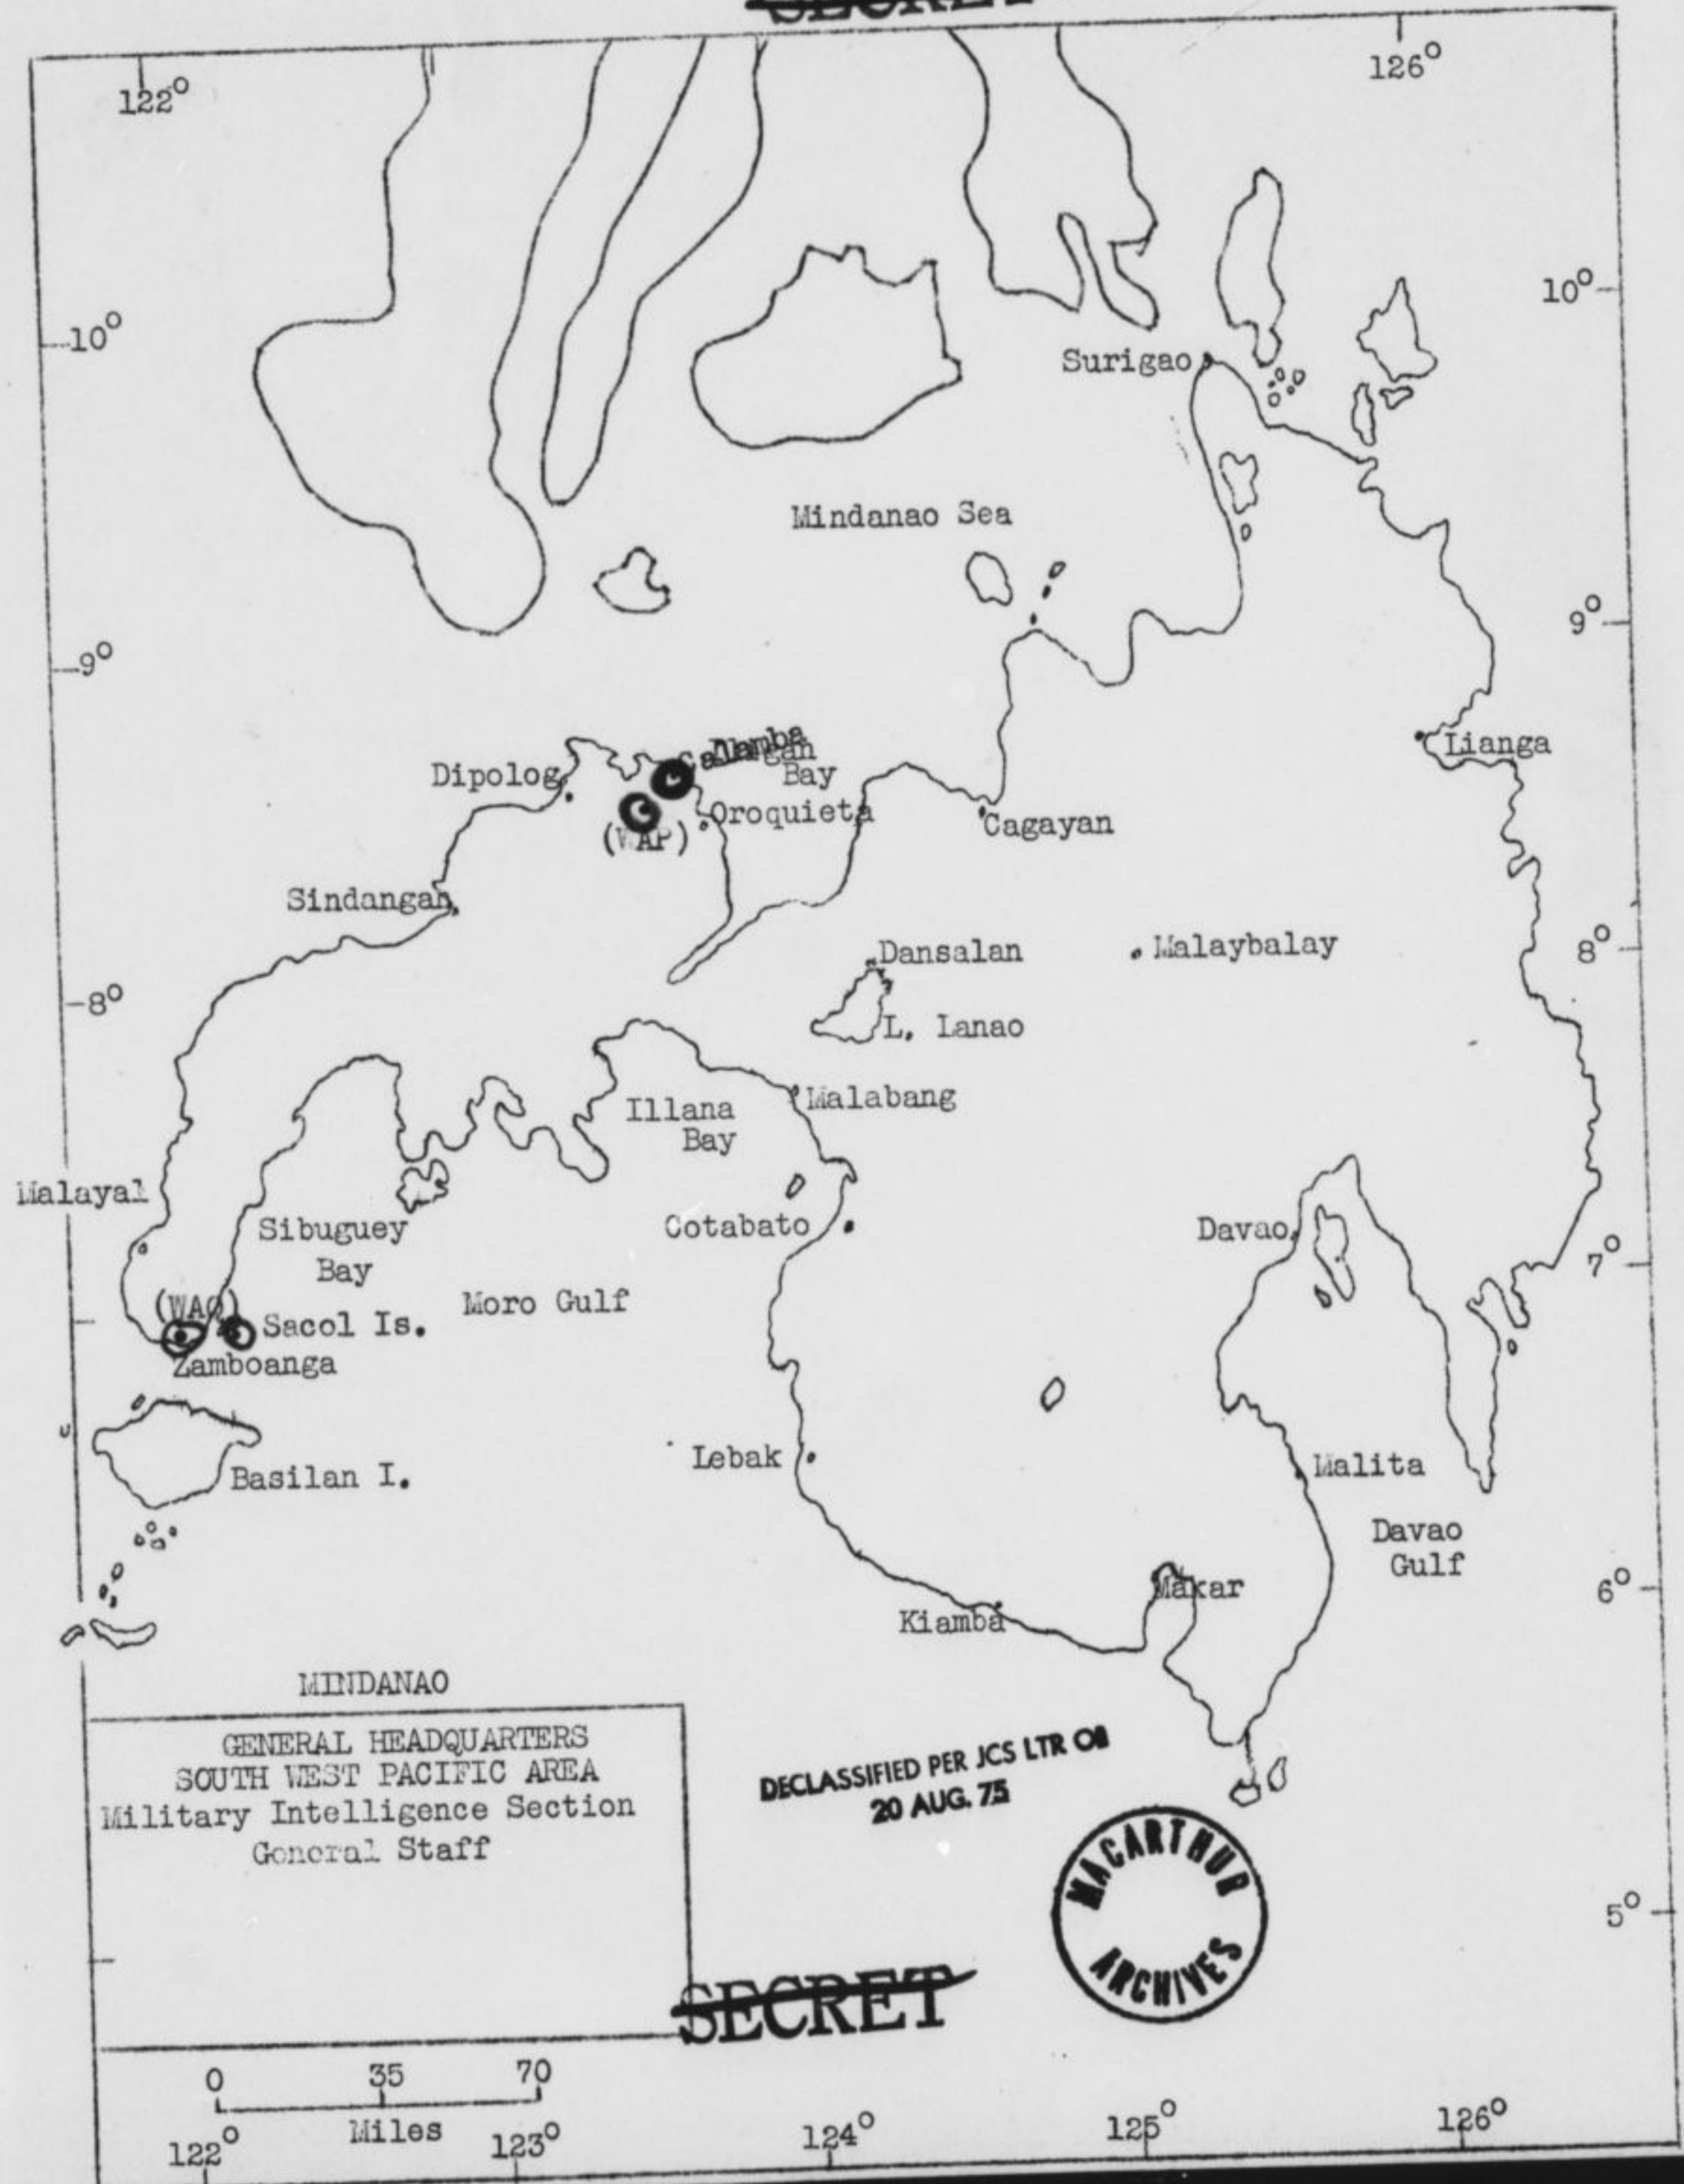 SECRET
122°
126°
10°
10°
Surigao
Mindanao Sea
9°
9°
Calamba
Bay
Dipolog
Lianga
Oroquieta
(WAP)
Cagayan
Sindangan
Dansalan
Malaybalay
8°
8°
L. Lanao
Malabang
Illana
Bay
Malayal
Sibuguey
Bay
Cotabato
Davao
7°
Moro Gulf
(WAQ)
Sacol Is.
Zamboanga
Lebak
Malita
Basilan I.
Davao
Gulf
Makar
6°
Kiamba
MINDANAO
GENERAL HEADQUARTERS
SOUTH WEST PACIFIC AREA
Military Intelligence Section
General Staff
DECLASSIFIED PER JCS LTR OF
20 AUG. 75
MACARTHUR
ARCHIVES
5°
SECRET
0 35 70
Miles
122° 123° 124° 125° 126°